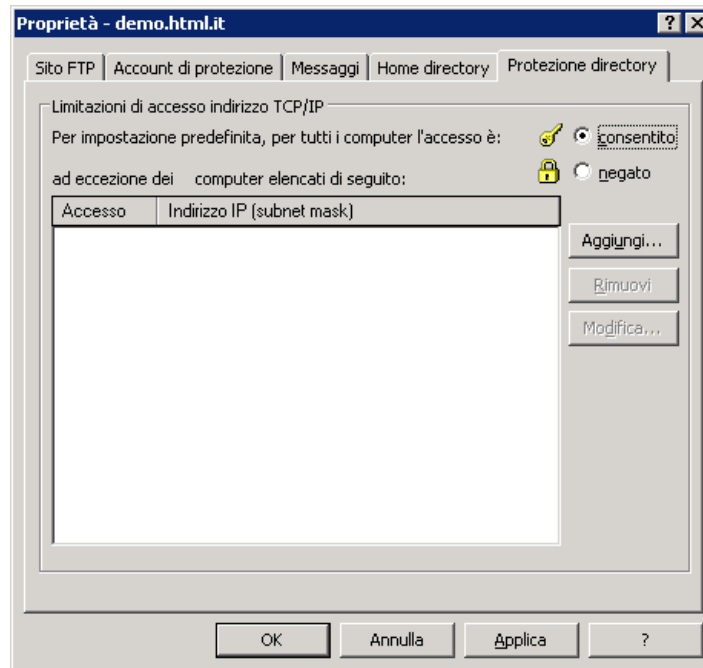 Proprietà - demo.html.it
? X
Sito FTP Account di protezione Messaggi Home directory Protezione directory
Limitazioni di accesso indirizzo TCP/IP
Per impostazione predefinita, per tutti i computer l'accesso è: consentito
negato
ad eccezione dei computer elencati di seguito:
Accesso Indirizzo IP (subnet mask)
Aggiungi...
Rimuovi
Modifica...
OK Annulla Applica ?